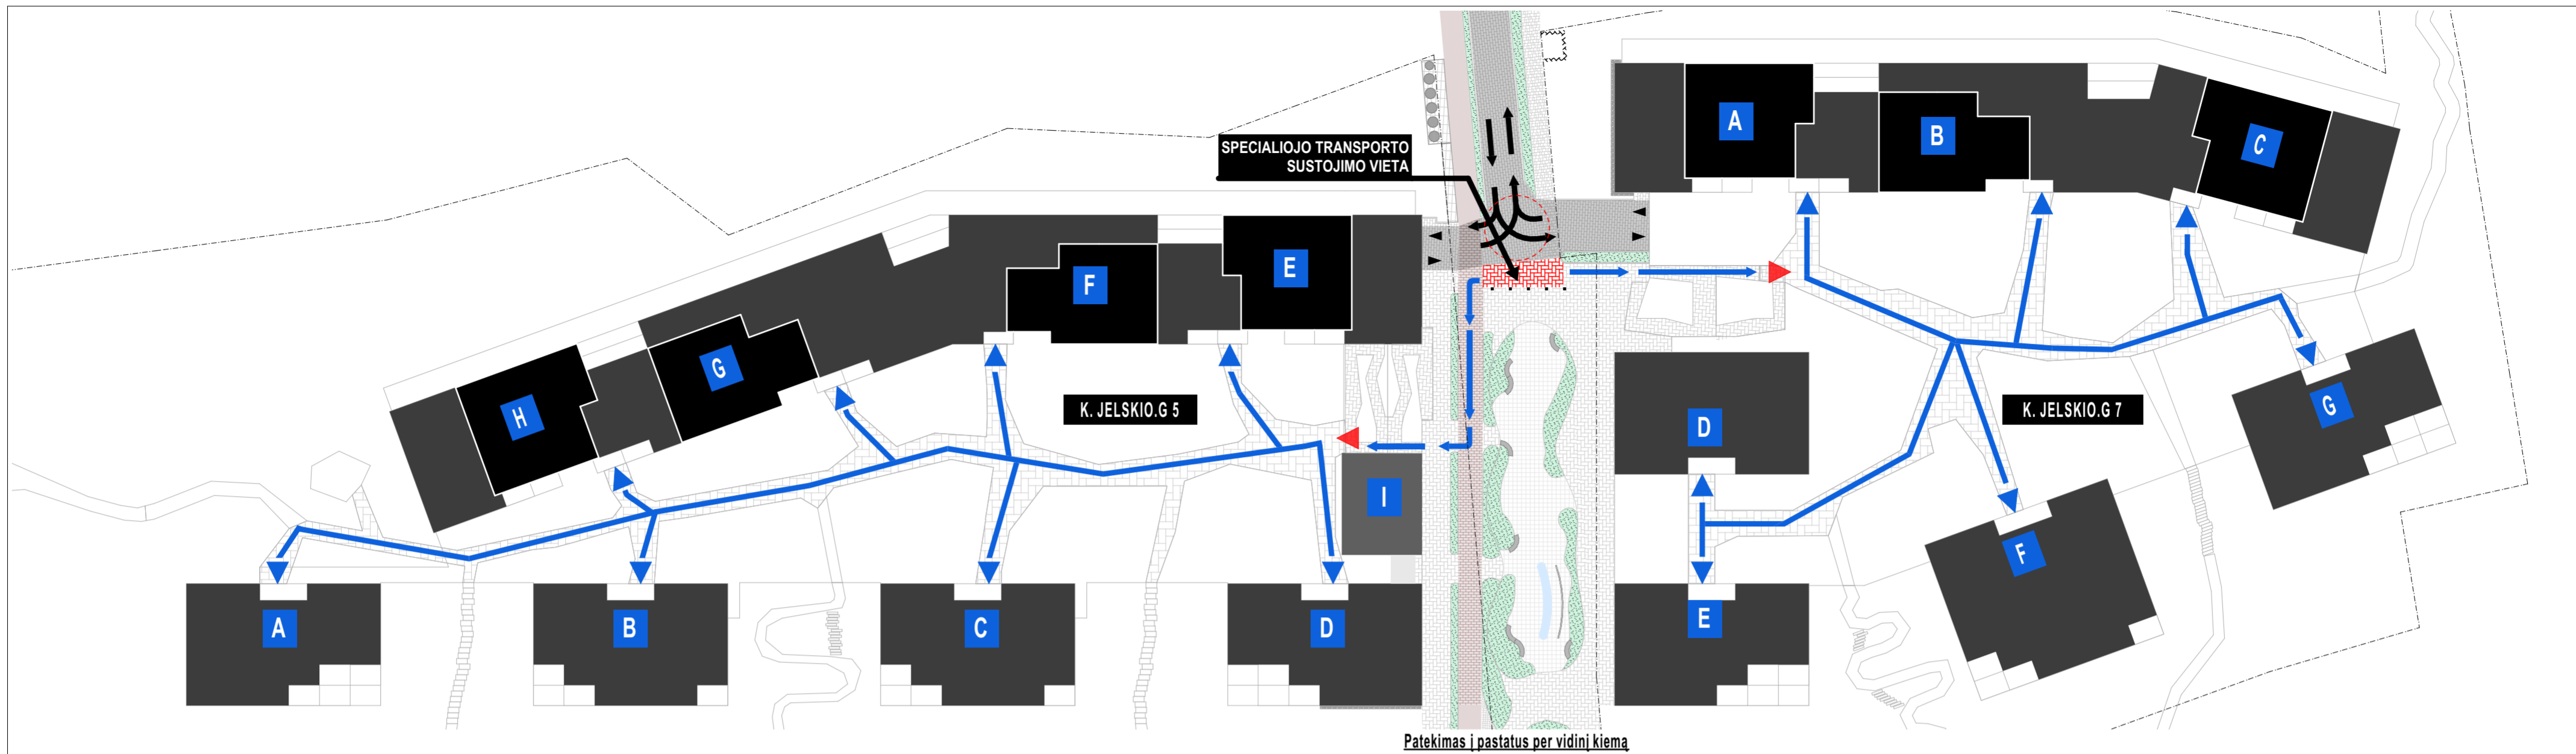 SPECIALIOJO TRANSPORTO
SUSTOJIMO VIETA
A
B
C
F
E
G
H
K. JELSKIO.G 5
K. JELSKIO.G 7
D
G
I
F
A
B
C
D
E
Patekimas į pastatus per vidinį kiemą